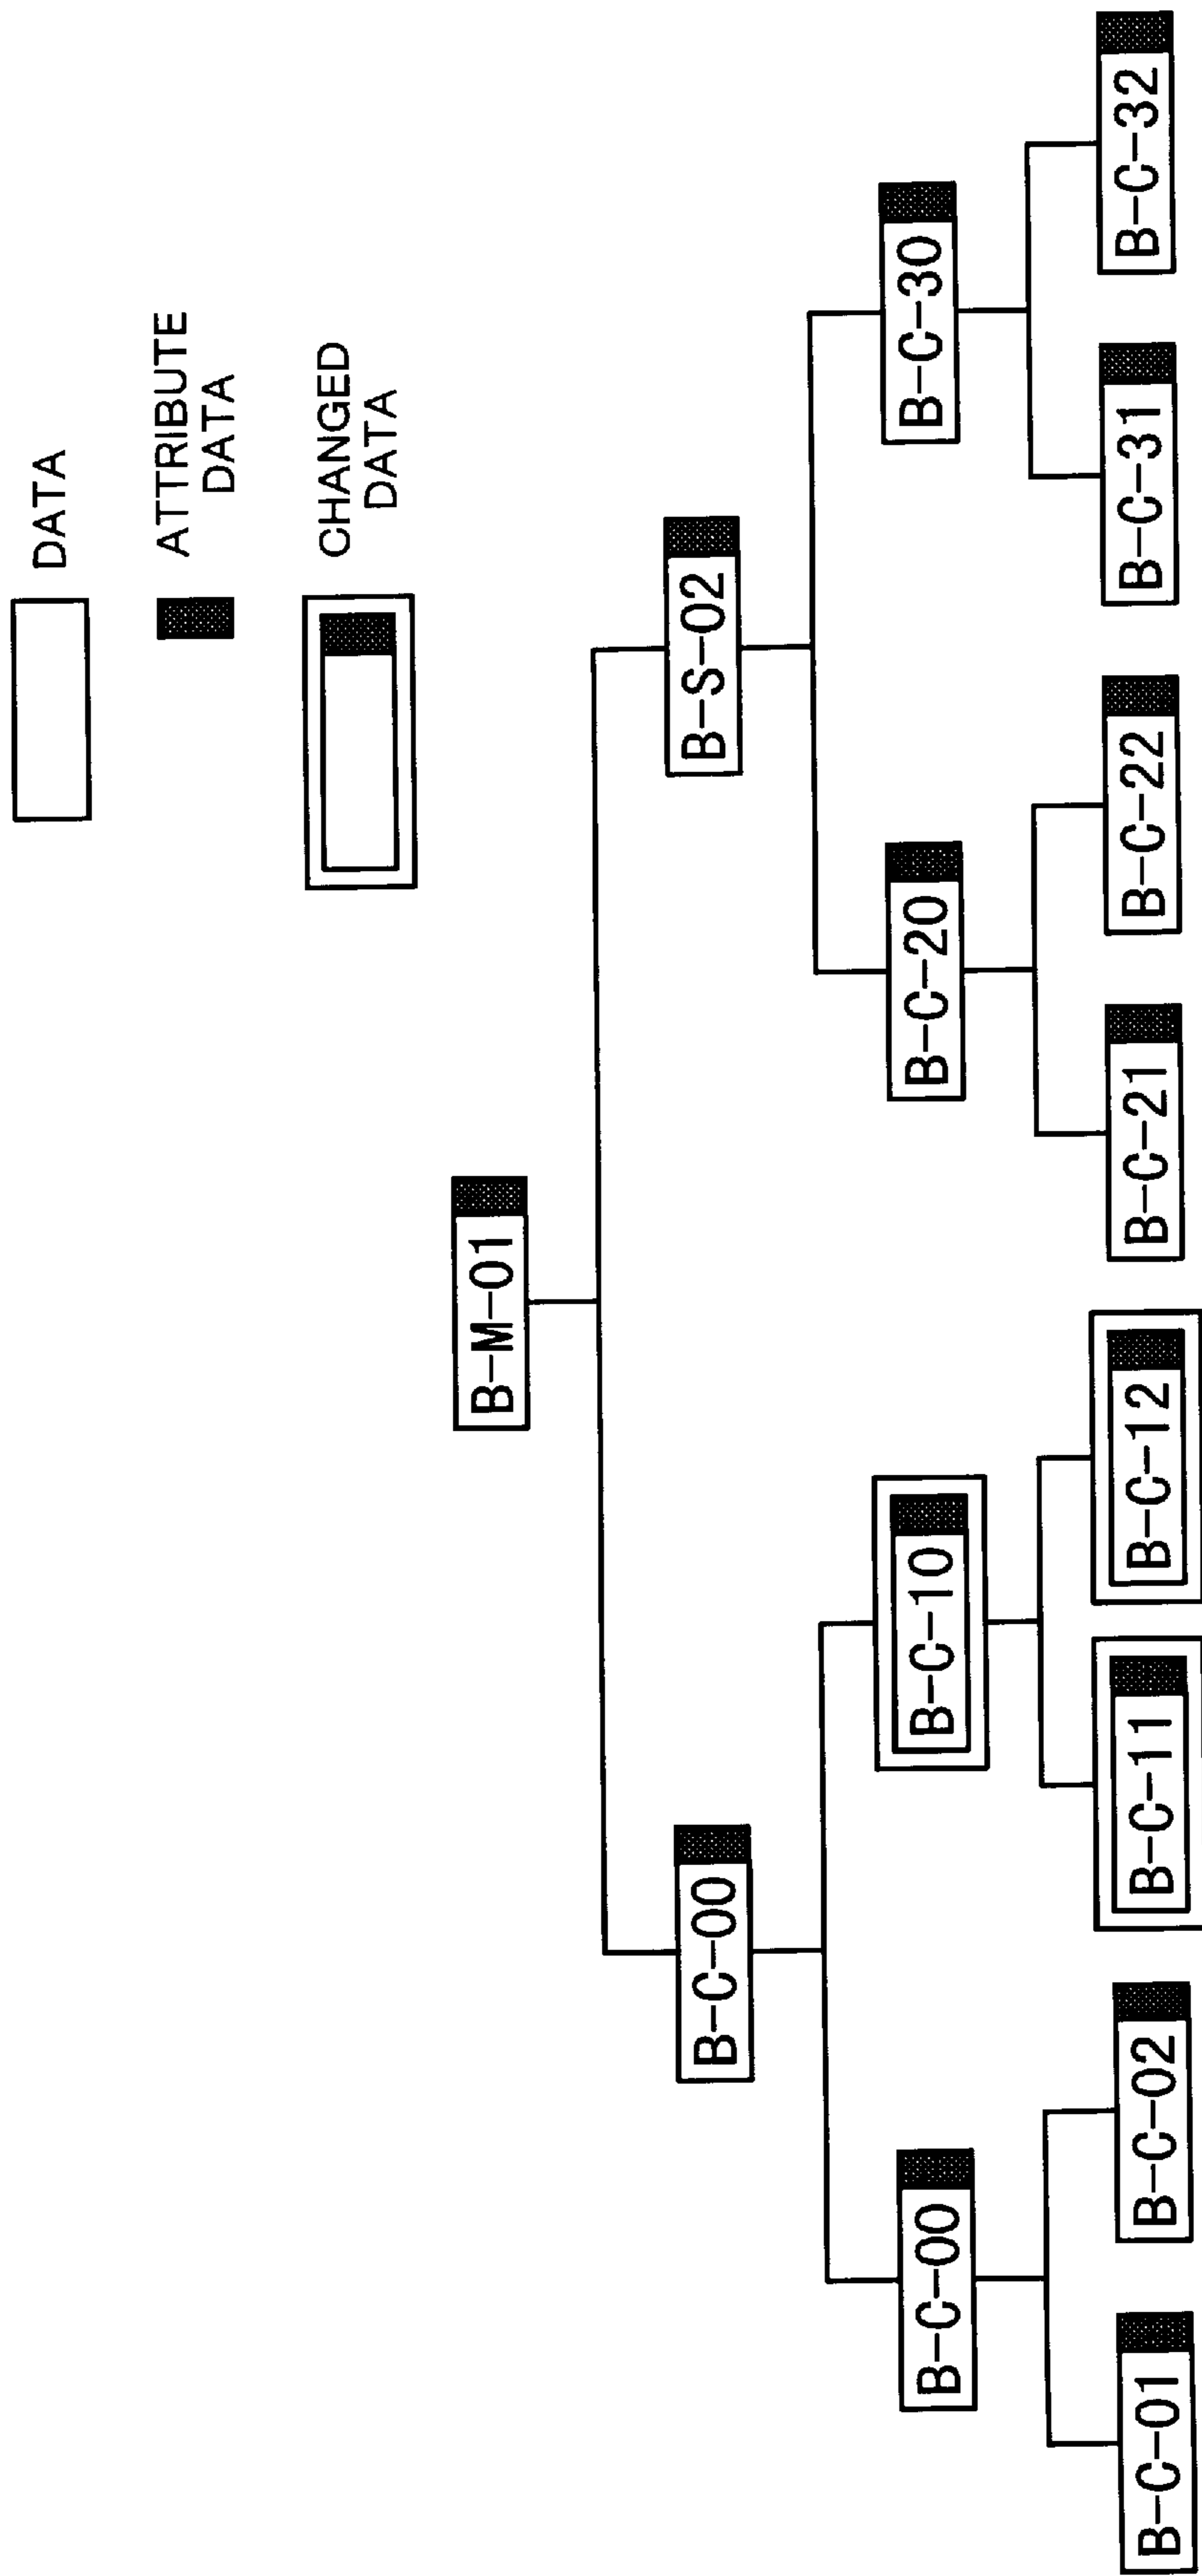 DATA
ATTRIBUTE
DATA
CHANGED
DATA
B-M-01
B-C-00
B-S-02
B-C-00
B-C-10
B-C-20
B-C-30
B-C-01
B-C-02
B-C-11
B-C-12
B-C-21
B-C-22
B-C-31
B-C-32